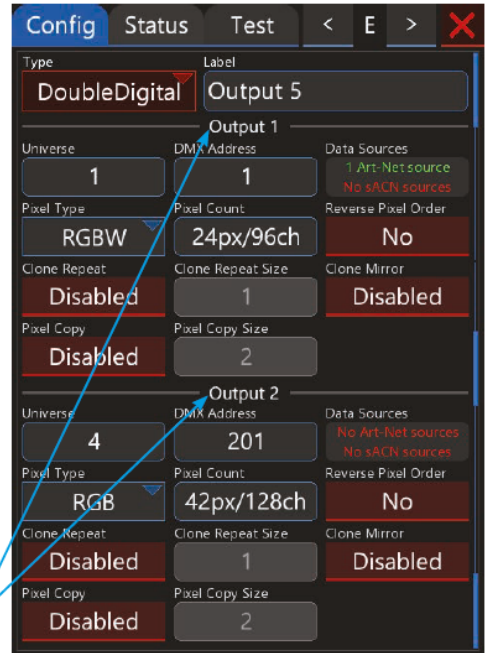 Config Status Test < E >
Type Label
DoubleDigital Output 5
Output 1
Universe DMX Address Data Sources
1 1 1 Art-Net source
No sACN sources
Pixel Type Pixel Count Reverse Pixel Order
RGBW 24px/96ch No
Clone Repeat Clone Repeat Size Clone Mirror
Disabled 1 Disabled
Pixel Copy Pixel Copy Size
Disabled 2
Output 2
Universe DMX Address Data Sources
4 201 No Art-Net sources
No sACN sources
Pixel Type Pixel Count Reverse Pixel Order
RGB 42px/128ch No
Clone Repeat Clone Repeat Size Clone Mirror
Disabled 1 Disabled
Pixel Copy Pixel Copy Size
Disabled 2